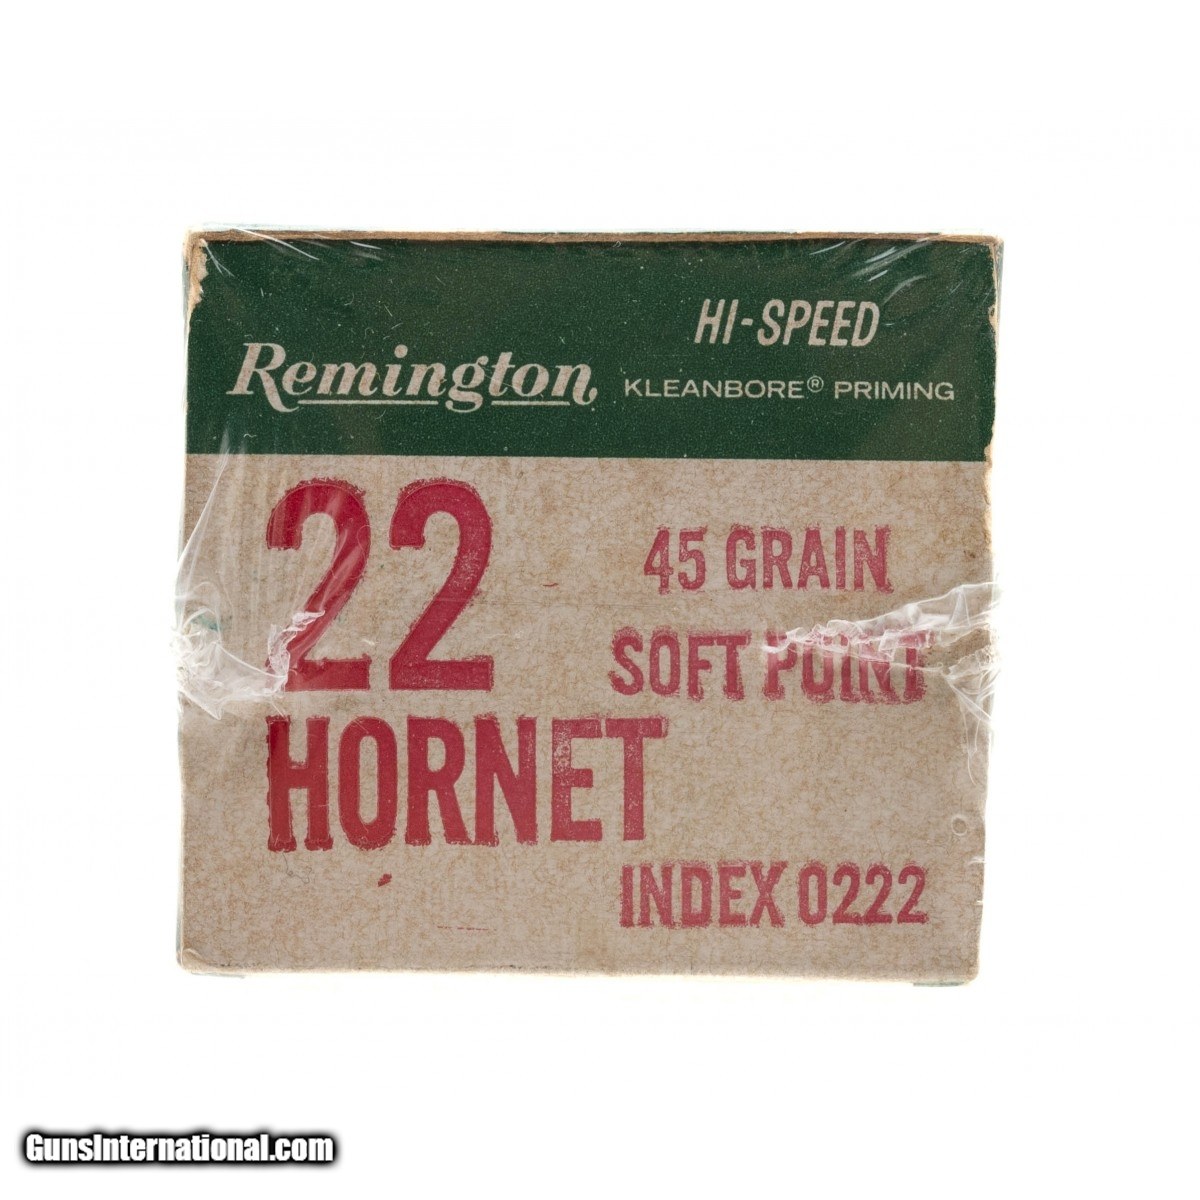 HI-SPEED
Remington
KLEANBORE® PRIMING
22
HORNET
45 GRAIN
SOFT POINT
INDEX 0222
GunsInternational.com